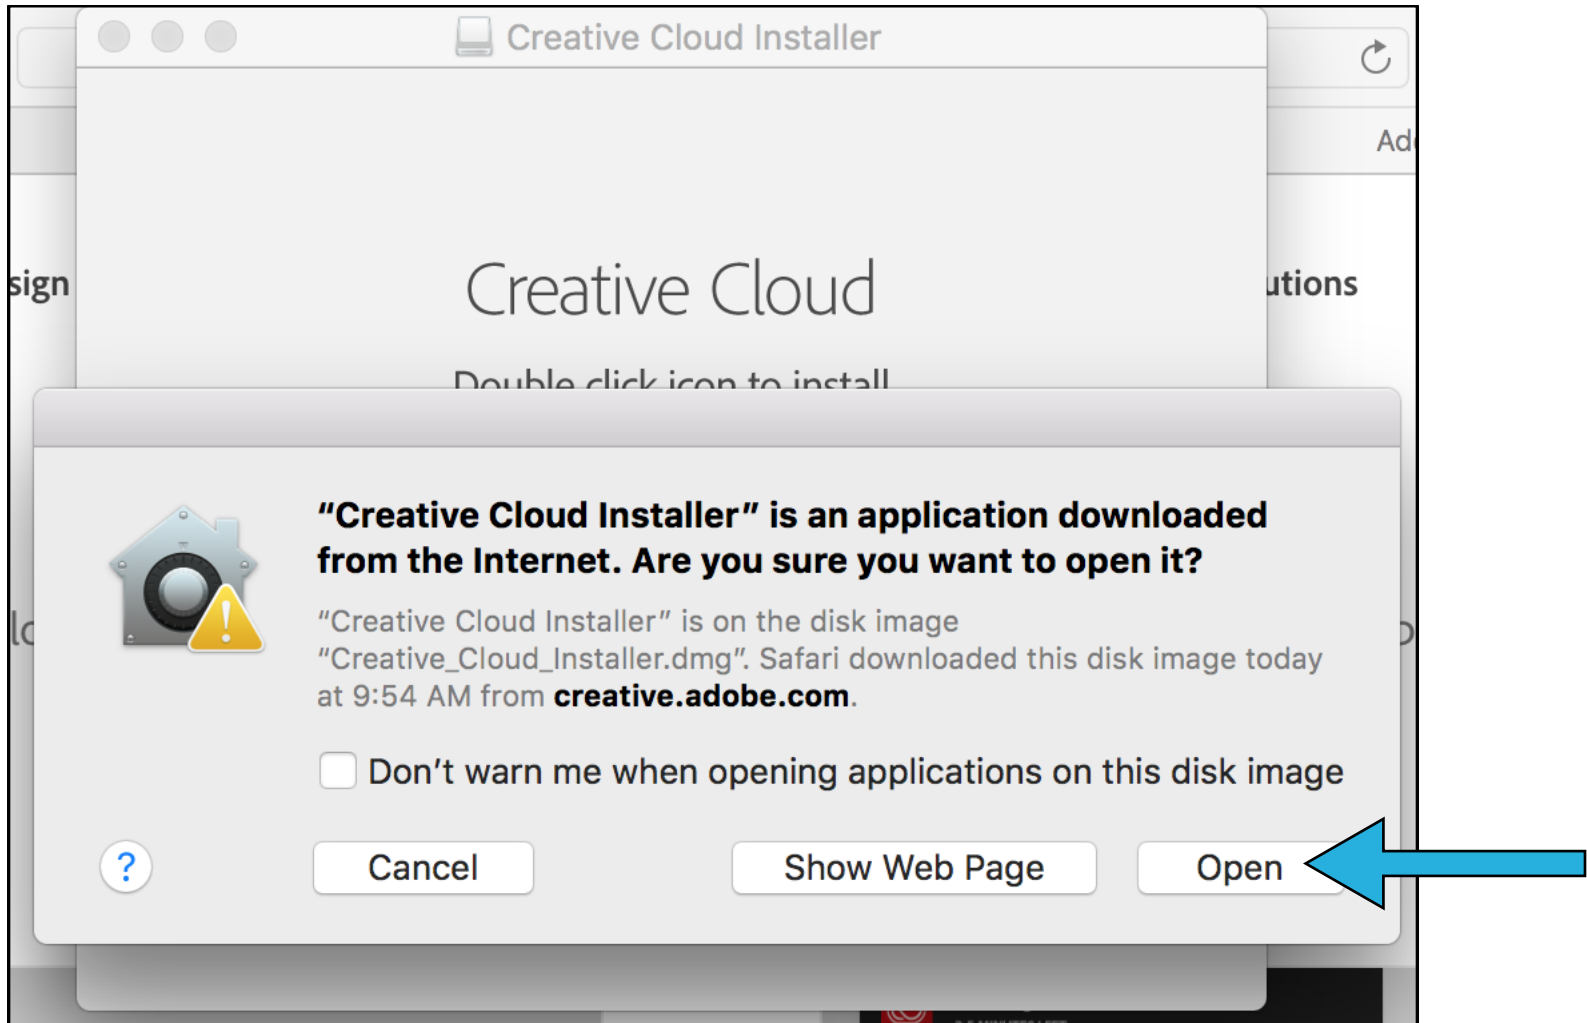 Creative Cloud Installer
sign
utions
Creative Cloud
Double click icon to install
“Creative Cloud Installer” is an application downloaded
from the Internet. Are you sure you want to open it?
“Creative Cloud Installer” is on the disk image
“Creative_Cloud_Installer.dmg”. Safari downloaded this disk image today
at 9:54 AM from creative.adobe.com.
Don’t warn me when opening applications on this disk image
?
Cancel
Show Web Page
Open